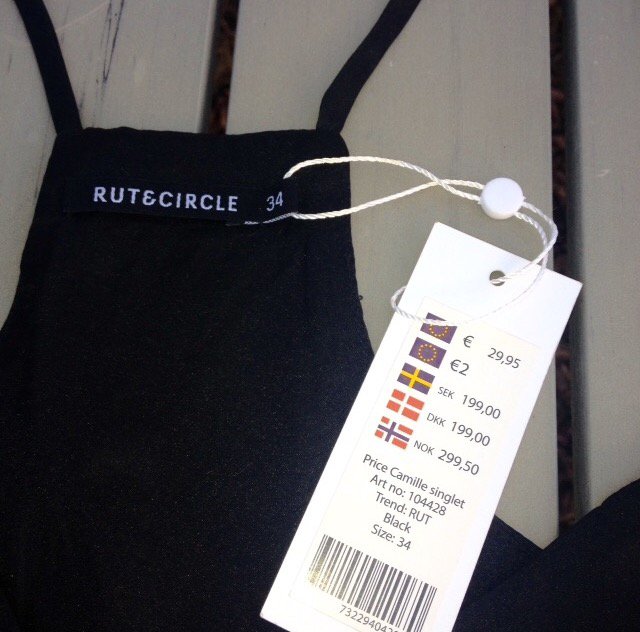 RUT&CIRCLE 34
€ 29,95
€2
SEK 199,00
DKK 199,00
NOK 299,50
Price Camille singlet
Art no: 104428
Trend: RUT
Black
Size: 34
732294042